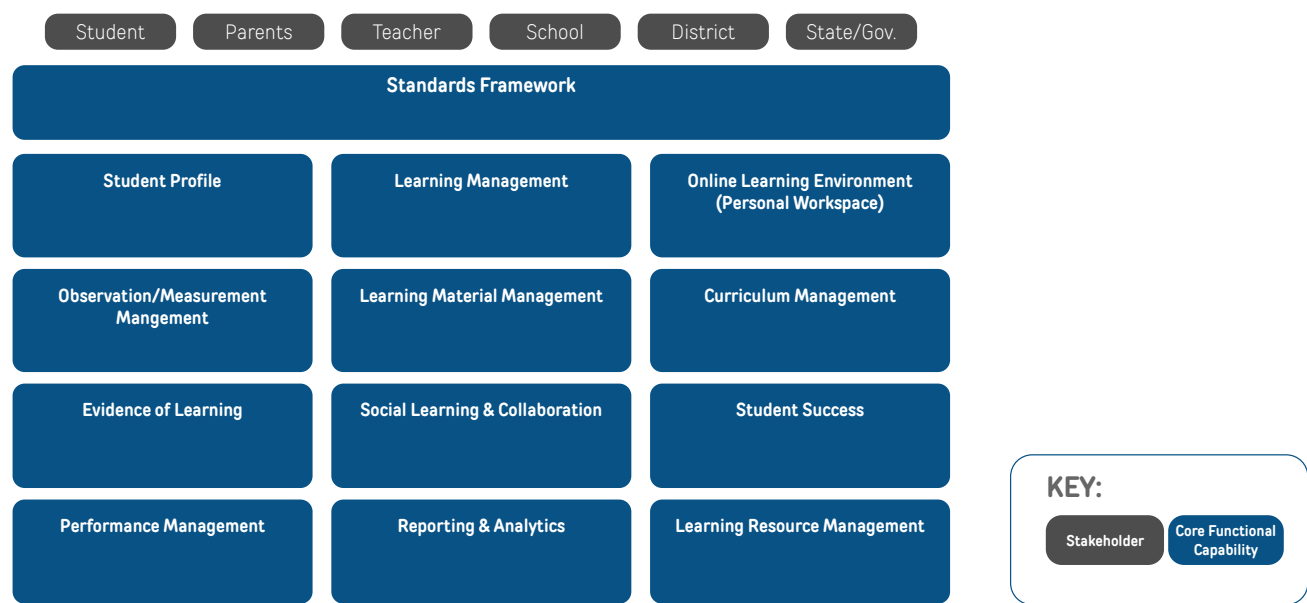 Student
Parents
Teacher
School
District
State/Gov.
Standards Framework
Student Profile
Learning Management
Online Learning Environment
(Personal Workspace)
Observation/Measurement
Mangement
Learning Material Management
Curriculum Management
Evidence of Learning
Social Learning & Collaboration
Student Success
Performance Management
Reporting & Analytics
Learning Resource Management
KEY:
Stakeholder
Core Functional
Capability